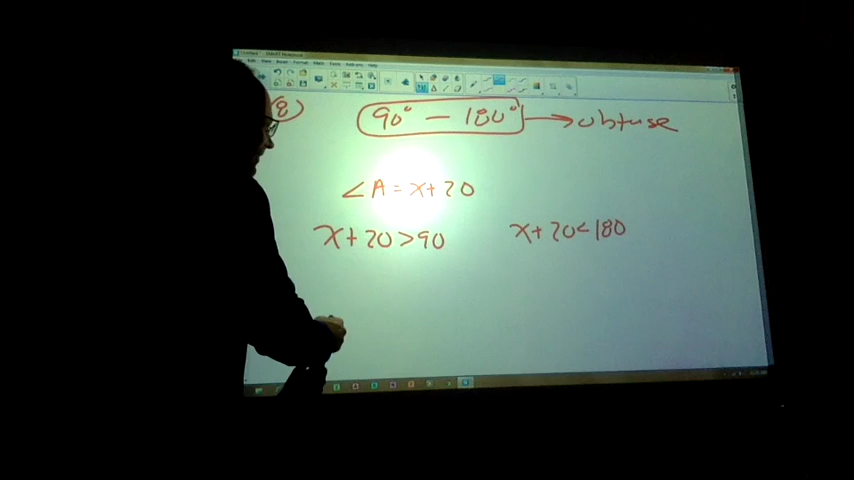 8) 90° — 180° → obtuse
∠A = x+20
x+20>90 x+20<180